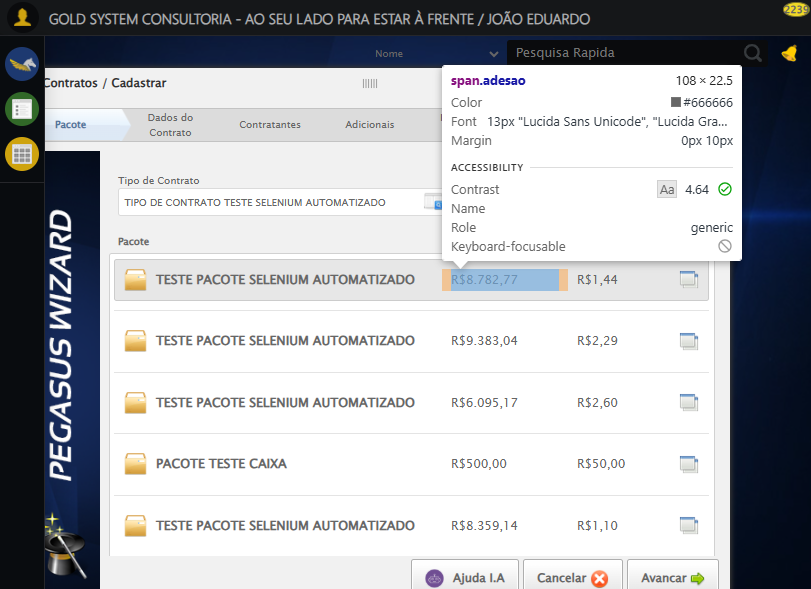 GOLD SYSTEM CONSULTORIA - AO SEU LADO PARA ESTAR À FRENTE / JOÃO EDUARDO
2239
Nome
Pesquisa Rapida
Contratos / Cadastrar
Pacote
Dados do
Contrato
Contratantes
Adicionais
span.adesao 108 × 22.5
Color #666666
Font 13px "Lucida Sans Unicode", "Lucida Gra...
Margin 0px 10px
ACCESSIBILITY
Contrast Aa 4.64
Name
Role generic
Keyboard-focusable
Tipo de Contrato
TIPO DE CONTRATO TESTE SELENIUM AUTOMATIZADO
Pacote
TESTE PACOTE SELENIUM AUTOMATIZADO R$8.782,77 R$1,44
TESTE PACOTE SELENIUM AUTOMATIZADO R$9.383,04 R$2,29
TESTE PACOTE SELENIUM AUTOMATIZADO R$6.095,17 R$2,60
PACOTE TESTE CAIXA R$500,00 R$50,00
TESTE PACOTE SELENIUM AUTOMATIZADO R$8.359,14 R$1,10
PEGASUS WIZARD
Ajuda I.A
Cancelar
Avancar